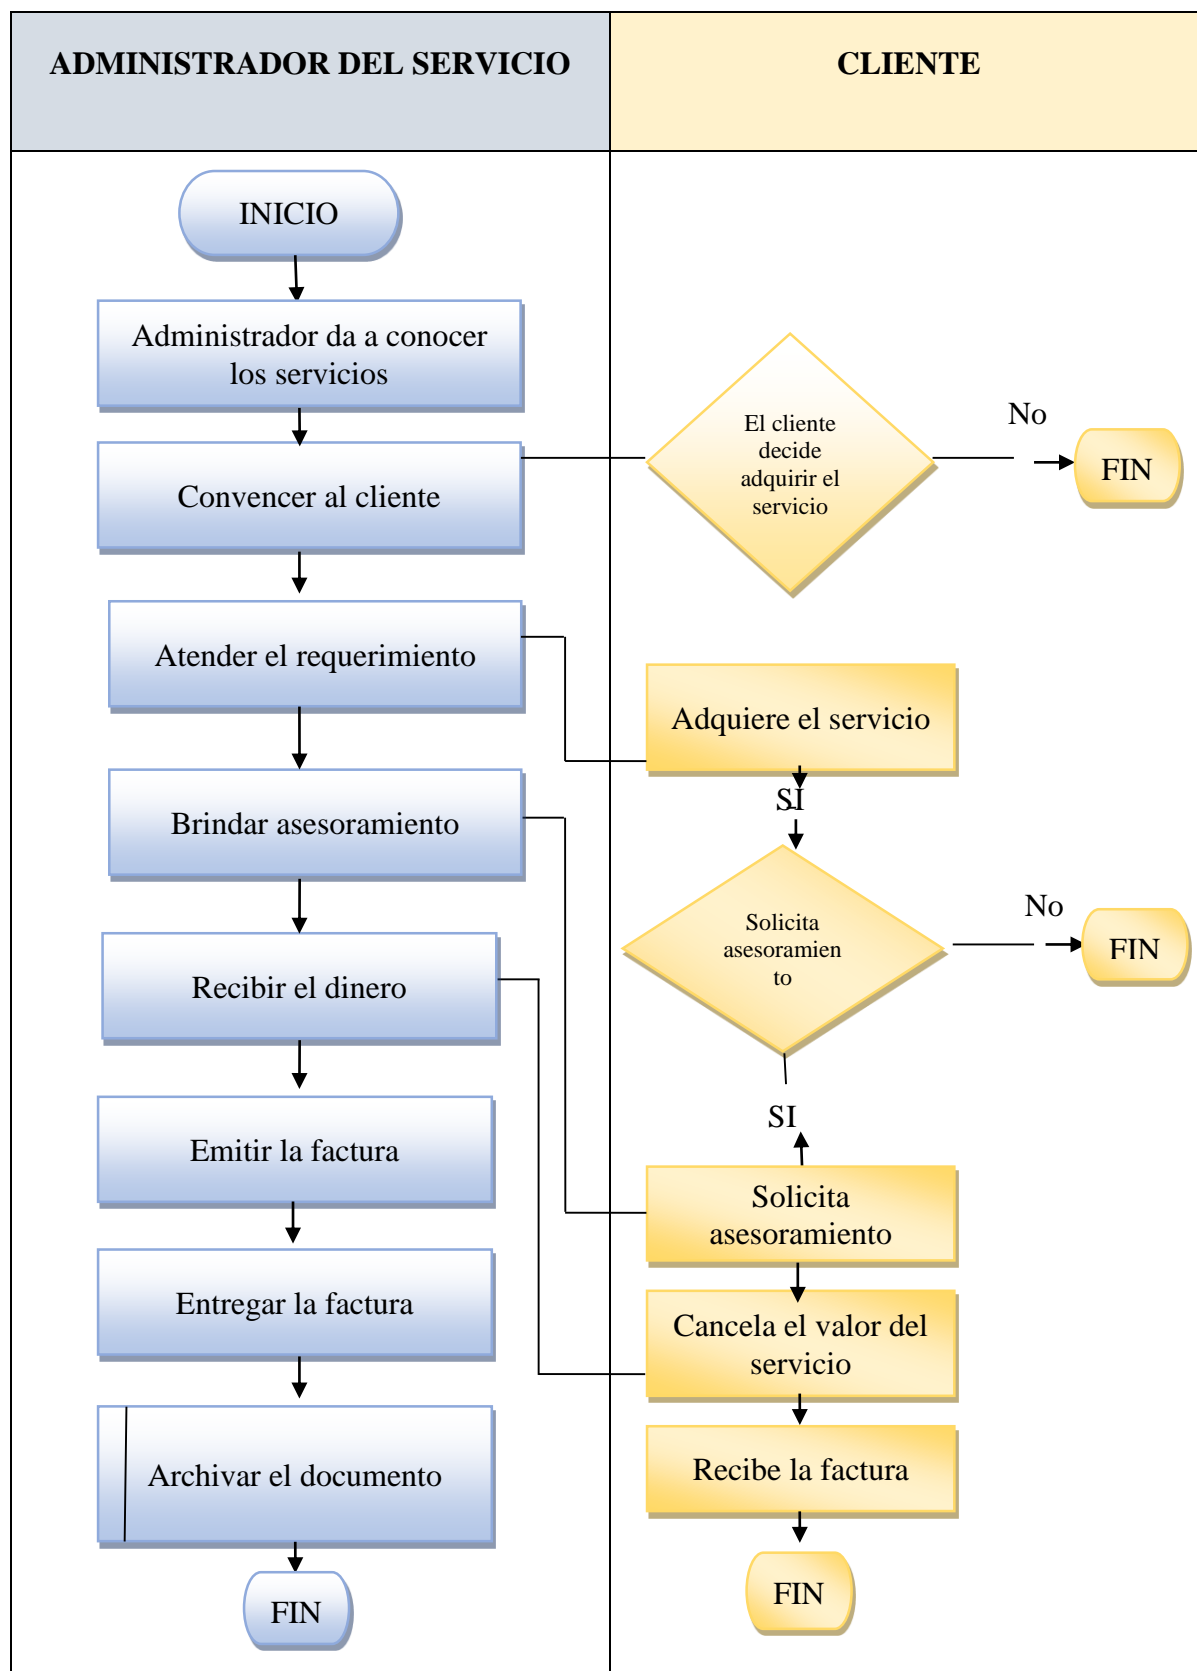 ADMINISTRADOR DEL SERVICIO
CLIENTE
INICIO
Administrador da a conocer
los servicios
Convencer al cliente
Atender el requerimiento
Brindar asesoramiento
Recibir el dinero
Emitir la factura
Entregar la factura
Archivar el documento
FIN
El cliente
decide
adquirir el
servicio
No
FIN
Adquiere el servicio
SI
Solicita
asesoramien
to
No
FIN
SI
Solicita
asesoramiento
Cancela el valor del
servicio
Recibe la factura
FIN